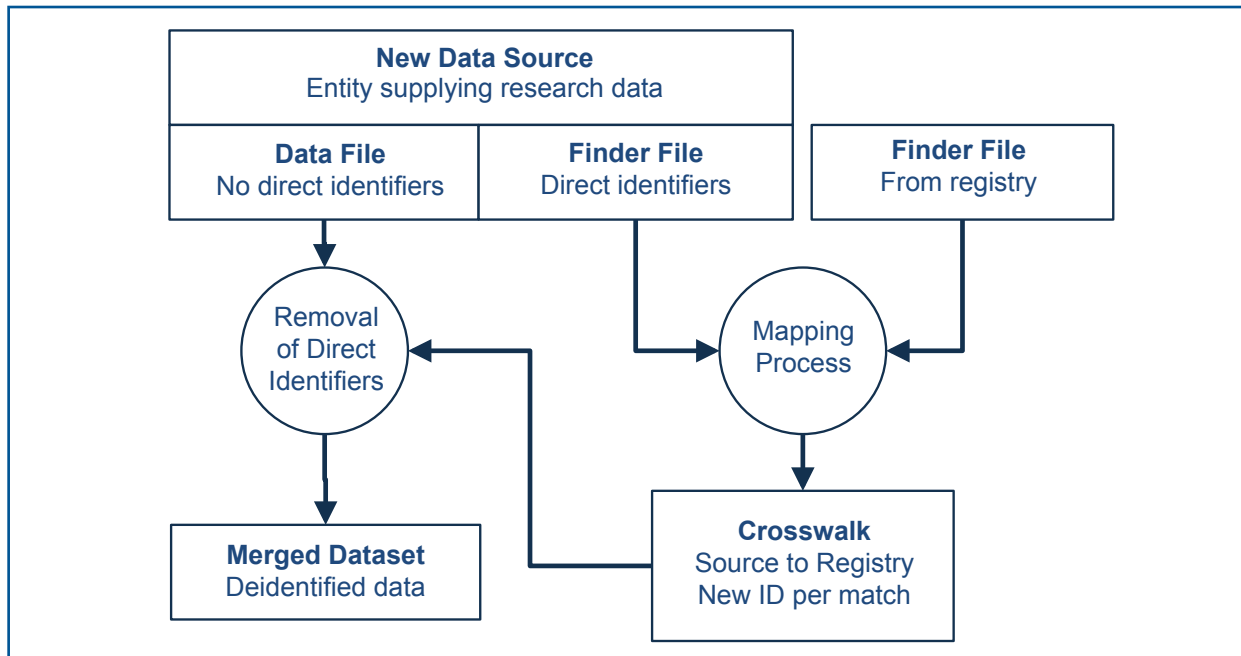 New Data Source
Entity supplying research data
Data File
No direct identifiers
Finder File
Direct identifiers
Finder File
From registry
Removal
of Direct
Identifiers
Mapping
Process
Merged Dataset
Deidentified data
Crosswalk
Source to Registry
New ID per match